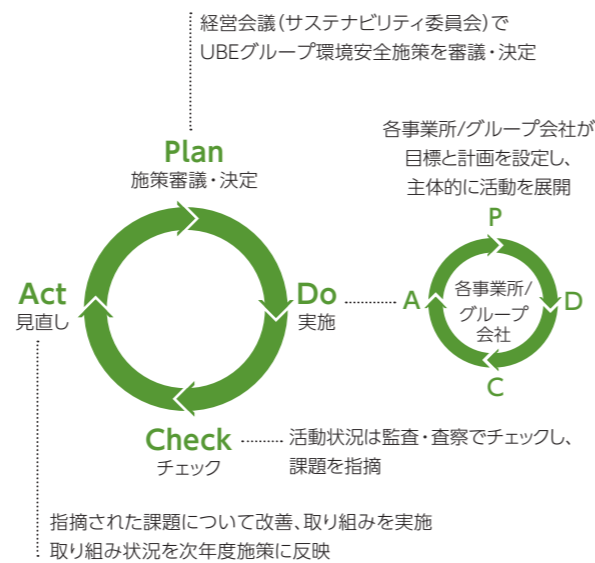 経営会議(サステナビリティ委員会)で
UBEグループ環境安全施策を審議・決定
Plan
施策審議・決定
各事業所/グループ会社が
目標と計画を設定し、
主体的に活動を展開
P
Act
見直し
Do
実施
A
各事業所/
グループ
会社
D
C
Check
チェック
活動状況は監査・査察でチェックし、
課題を指摘
指摘された課題について改善、取り組みを実施
取り組み状況を次年度施策に反映